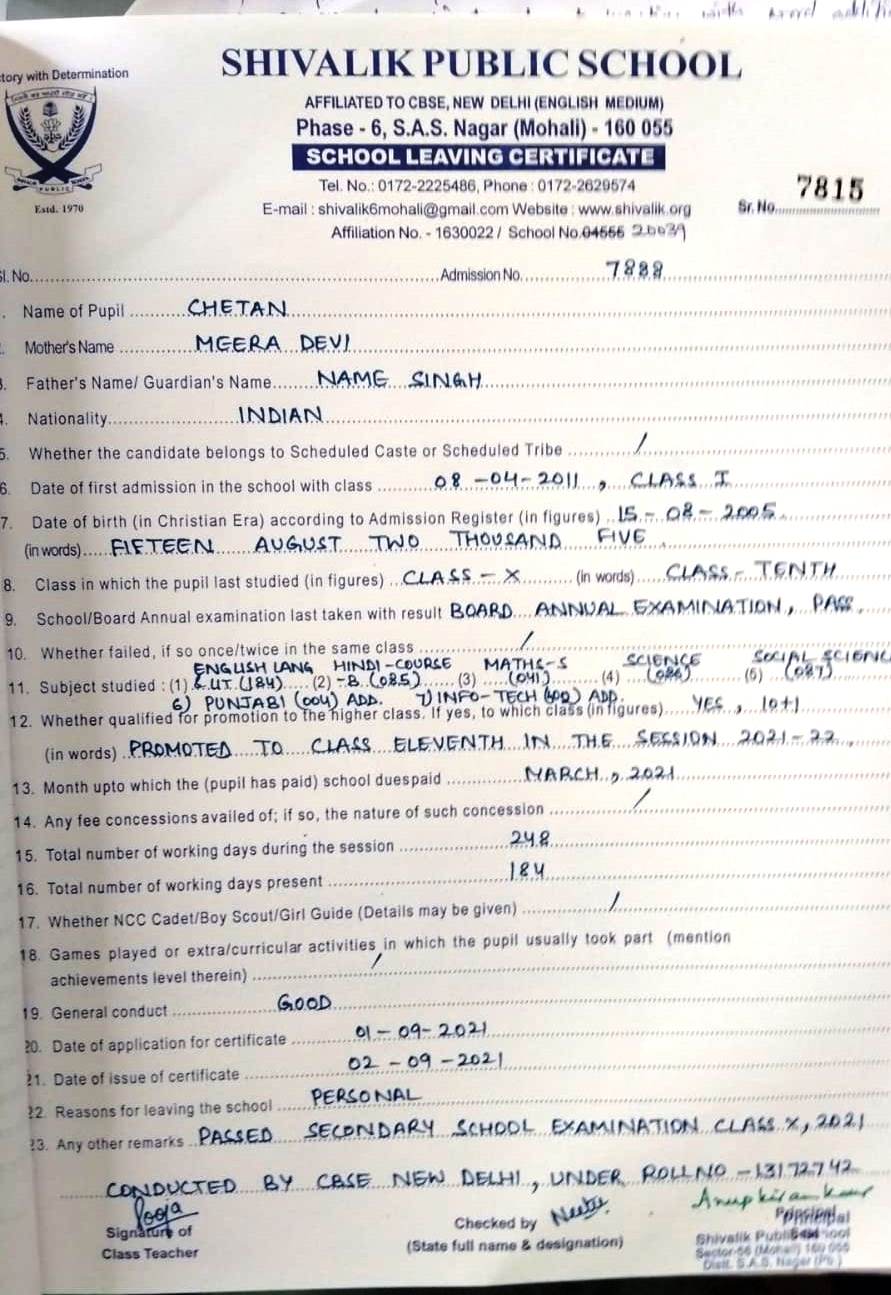 tory with Determination
SHIVALIK PUBLIC SCHOOL
AFFILIATED TO CBSE, NEW DELHI (ENGLISH MEDIUM)
Phase - 6, S.A.S. Nagar (Mohali) - 160 055
SCHOOL LEAVING CERTIFICATE
Estd. 1970
Tel. No.: 0172-2225486, Phone : 0172-2629574
E-mail : shivalik6mohali@gmail.com Website : www.shivalik.org
Sr. No. 7815
Affiliation No. - 1630022 / School No. 04555 20039
Sl. No. Admission No. 7888
. Name of Pupil CHETAN
. Mother's Name MEERA DEVI
3. Father's Name/ Guardian's Name NAME SINGH
4. Nationality INDIAN
5. Whether the candidate belongs to Scheduled Caste or Scheduled Tribe /
6. Date of first admission in the school with class 08-04-2011, CLASS I
7. Date of birth (in Christian Era) according to Admission Register (in figures) 15-08-2005
(in words) FIFTEEN AUGUST TWO THOUSAND FIVE
8. Class in which the pupil last studied (in figures) CLASS-X (in words) CLASS-TENTH
9. School/Board Annual examination last taken with result BOARD ANNUAL EXAMINATION, PASS
10. Whether failed, if so once/twice in the same class /
ENGLISH LANG HINDI-COURSE MATHS-S SCIENCE SOCIAL SCIENC
11. Subject studied : (1) & LIT (184) (2) -B (085) (3) (041) (4) (086) (5) (087)
6) PUNJABI (004) ADD. 7) INFO-TECH (402) ADD.
12. Whether qualified for promotion to the higher class. If yes, to which class (in figures) YES, 10+1
(in words) PROMOTED TO CLASS ELEVENTH IN THE SESSION 2021-22
13. Month upto which the (pupil has paid) school duespaid MARCH, 2021
14. Any fee concessions availed of; if so, the nature of such concession /
15. Total number of working days during the session 248
16. Total number of working days present 184
17. Whether NCC Cadet/Boy Scout/Girl Guide (Details may be given) /
18. Games played or extra/curricular activities in which the pupil usually took part (mention
achievements level therein) /
19. General conduct GOOD
20. Date of application for certificate 01-09-2021
21. Date of issue of certificate 02-09-2021
22. Reasons for leaving the school PERSONAL
23. Any other remarks PASSED SECONDARY SCHOOL EXAMINATION CLASS X, 2021
CONDUCTED BY CBSE NEW DELHI, UNDER ROLL NO-13172742
Pooja Neetu Anupkiran kaur
Signature of
Class Teacher
Checked by
(State full name & designation)
Principal
Shivalik Public School
Sector-56 (Mohali) 160 055
Distt. S.A.S. Nagar (Pb.)